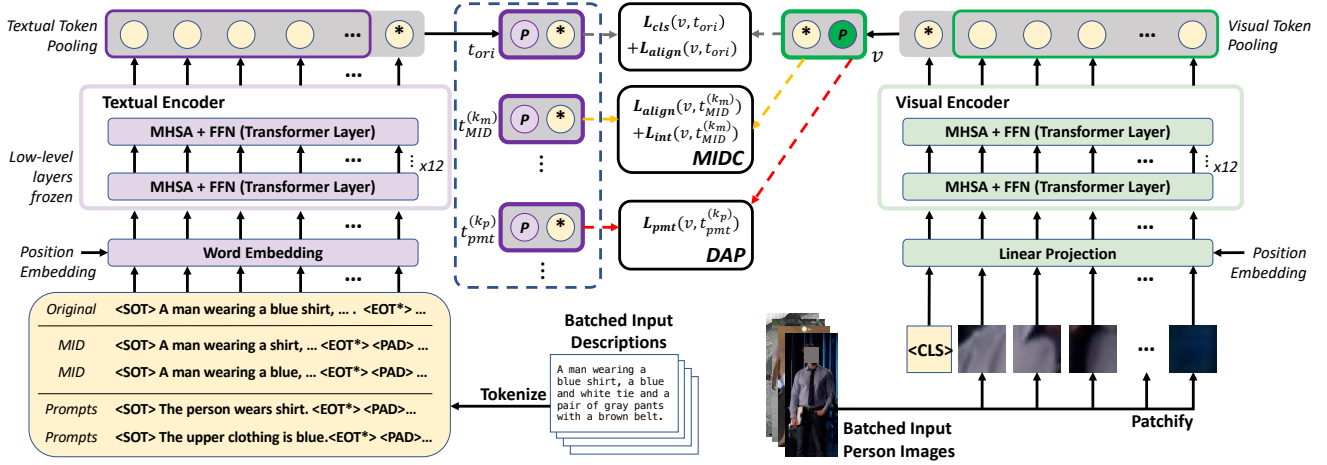 Textual Token
Pooling
...
*
t_ori
P *
L_cls(v, t_ori)
+L_align(v, t_ori)
* P
v
*
...
Visual Token
Pooling
...
Textual Encoder
MHSA + FFN (Transformer Layer)
...
MHSA + FFN (Transformer Layer)
⋮ x12
Low-level
layers
frozen
t_MID^(k_m)
P *
⋮
L_align(v, t_MID^(k_m))
+L_int(v, t_MID^(k_m))
MIDC
t_pmt^(k_p)
P *
⋮
L_pmt(v, t_pmt^(k_p))
DAP
...
Visual Encoder
MHSA + FFN (Transformer Layer)
...
MHSA + FFN (Transformer Layer)
⋮ x12
...
Position
Embedding
Word Embedding
...
...
Linear Projection
Position
Embedding
...
Original <SOT> A man wearing a blue shirt, ... . <EOT*> ...
MID <SOT> A man wearing a shirt, ... <EOT*> <PAD> ...
MID <SOT> A man wearing a blue, ... <EOT*> <PAD> ...
Prompts <SOT> The person wears shirt. <EOT*> <PAD>...
Prompts <SOT> The upper clothing is blue.<EOT*> <PAD>...
Tokenize
Batched Input
Descriptions
A man wearing a
blue shirt, a blue
and white tie and a
pair of gray pants
with a brown belt.
Batched Input
Person Images
<CLS>
...
Patchify